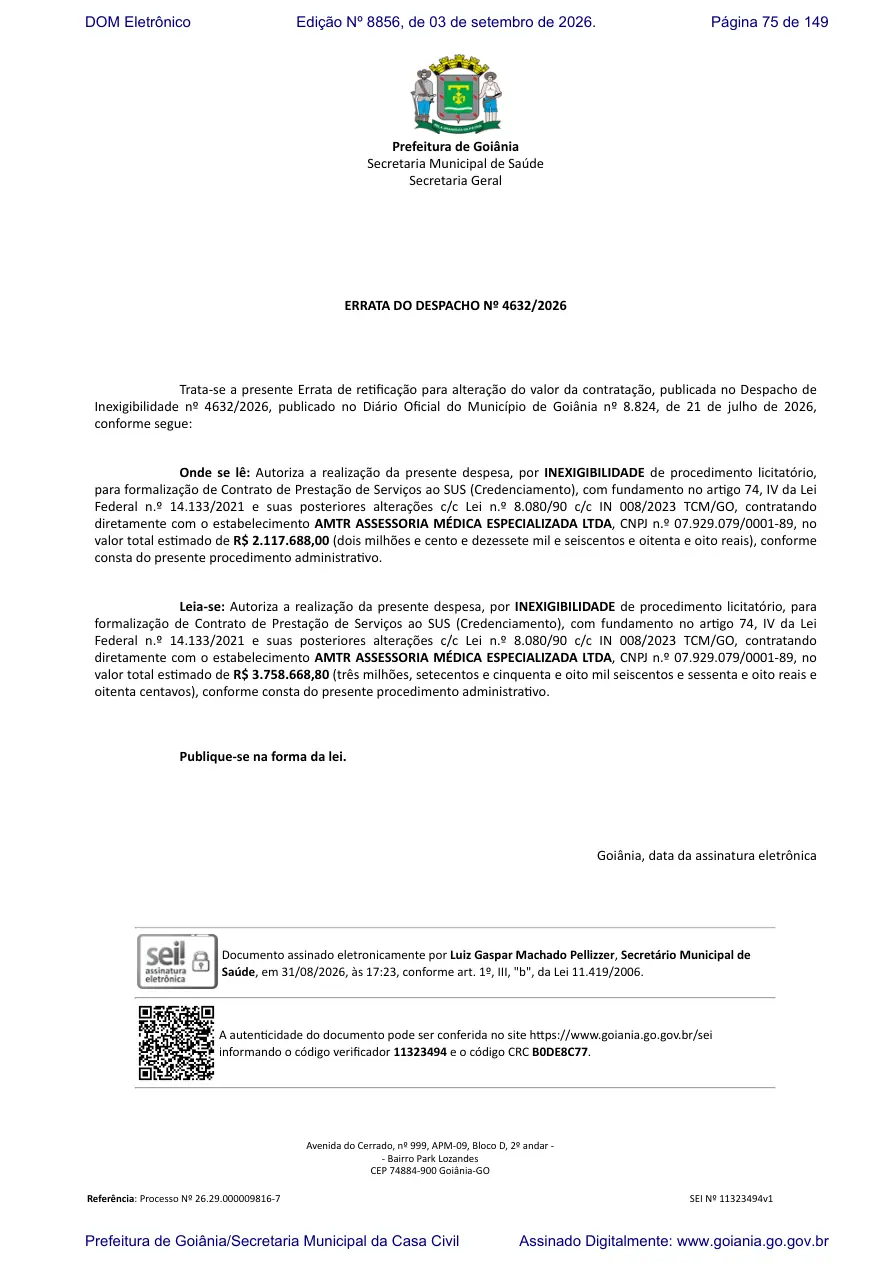 DOM Eletrônico Edição Nº 8856, de 03 de setembro de 2026. Página 75 de 149
Prefeitura de Goiânia
Secretaria Municipal de Saúde
Secretaria Geral
ERRATA DO DESPACHO Nº 4632/2026
Trata-se a presente Errata de retificação para alteração do valor da contratação, publicada no Despacho de
Inexigibilidade nº 4632/2026, publicado no Diário Oficial do Município de Goiânia nº 8.824, de 21 de julho de 2026,
conforme segue:
Onde se lê: Autoriza a realização da presente despesa, por INEXIGIBILIDADE de procedimento licitatório,
para formalização de Contrato de Prestação de Serviços ao SUS (Credenciamento), com fundamento no artigo 74, IV da Lei
Federal n.º 14.133/2021 e suas posteriores alterações c/c Lei n.º 8.080/90 c/c IN 008/2023 TCM/GO, contratando
diretamente com o estabelecimento AMTR ASSESSORIA MÉDICA ESPECIALIZADA LTDA, CNPJ n.º 07.929.079/0001-89, no
valor total estimado de R$ 2.117.688,00 (dois milhões e cento e dezessete mil e seiscentos e oitenta e oito reais), conforme
consta do presente procedimento administrativo.
Leia-se: Autoriza a realização da presente despesa, por INEXIGIBILIDADE de procedimento licitatório, para
formalização de Contrato de Prestação de Serviços ao SUS (Credenciamento), com fundamento no artigo 74, IV da Lei
Federal n.º 14.133/2021 e suas posteriores alterações c/c Lei n.º 8.080/90 c/c IN 008/2023 TCM/GO, contratando
diretamente com o estabelecimento AMTR ASSESSORIA MÉDICA ESPECIALIZADA LTDA, CNPJ n.º 07.929.079/0001-89, no
valor total estimado de R$ 3.758.668,80 (três milhões, setecentos e cinquenta e oito mil seiscentos e sessenta e oito reais e
oitenta centavos), conforme consta do presente procedimento administrativo.
Publique-se na forma da lei.
Goiânia, data da assinatura eletrônica
sei!
assinatura
eletrônica
Documento assinado eletronicamente por Luiz Gaspar Machado Pellizzer, Secretário Municipal de
Saúde, em 31/08/2026, às 17:23, conforme art. 1º, III, "b", da Lei 11.419/2006.
A autenticidade do documento pode ser conferida no site https://www.goiania.go.gov.br/sei
informando o código verificador 11323494 e o código CRC B0DE8C77.
Avenida do Cerrado, nº 999, APM-09, Bloco D, 2º andar -
- Bairro Park Lozandes
CEP 74884-900 Goiânia-GO
Referência: Processo Nº 26.29.000009816-7 SEI Nº 11323494v1
Prefeitura de Goiânia/Secretaria Municipal da Casa Civil Assinado Digitalmente: www.goiania.go.gov.br